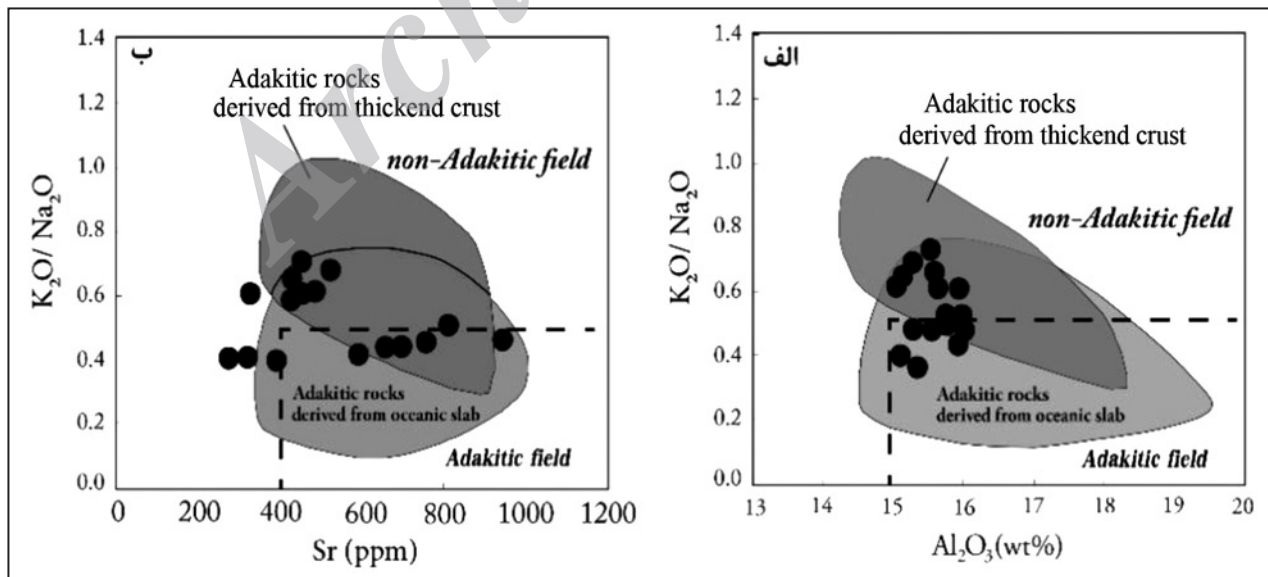 ب
Adakitic rocks
derived from thickend crust
non-Adakitic field
K₂O/ Na₂O
1.4
1.2
1.0
0.8
0.6
0.4
0.2
0.0
Adakitic rocks
derived from oceanic slab
Adakitic field
0 200 400 600 800 1000 1200
Sr (ppm)
الف
Adakitic rocks
derived from thickend crust
non-Adakitic field
K₂O/ Na₂O
1.4
1.2
1.0
0.8
0.6
0.4
0.2
0.0
Adakitic rocks
derived from oceanic slab
Adakitic field
13 14 15 16 17 18 19 20
Al₂O₃(wt%)